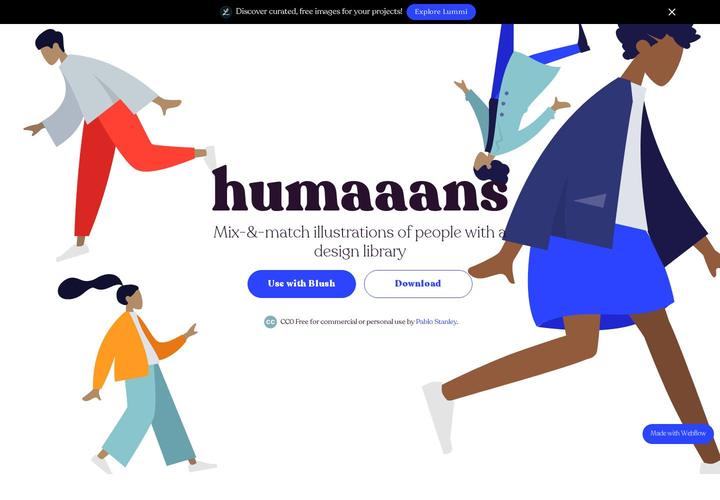 Discover curated, free images for your projects! Explore Lummi
humaaans
Mix-&-match illustrations of people with a
design library
Use with Blush Download
CC CC0 Free for commercial or personal use by Pablo Stanley.
Made with Webflow